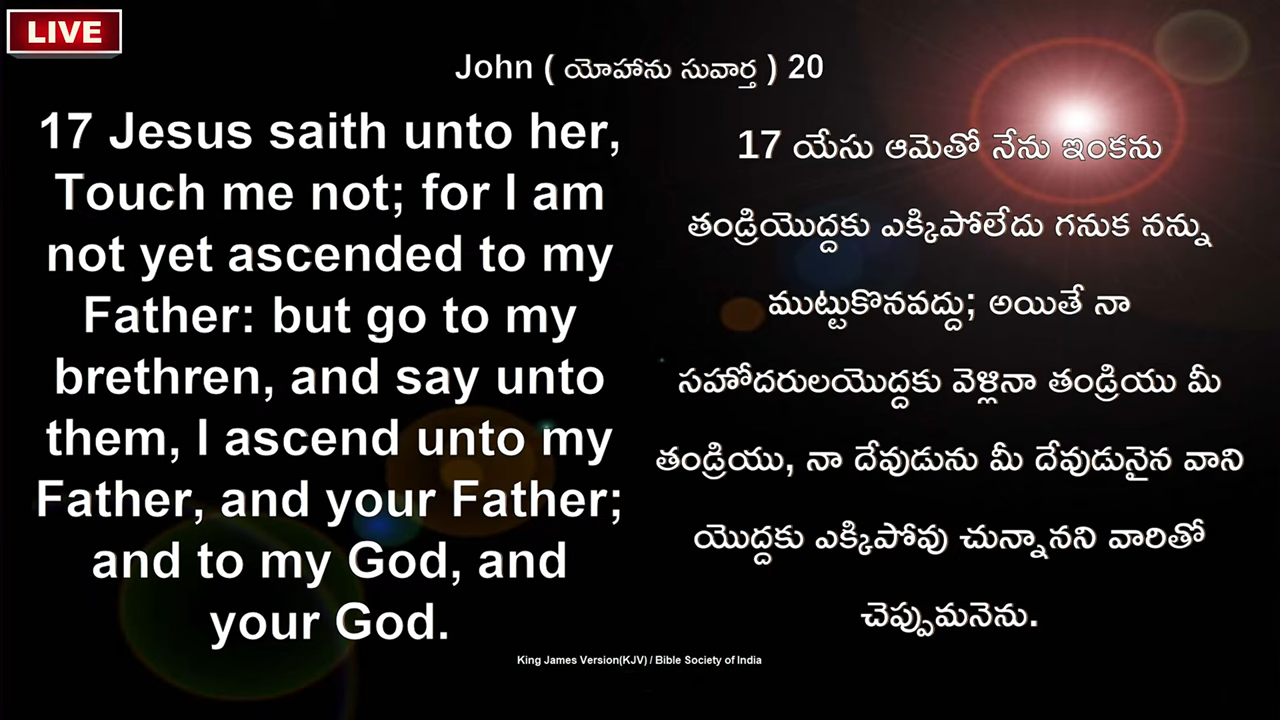 LIVE
John ( యోహాను సువార్త ) 20
17 Jesus saith unto her,
Touch me not; for I am
not yet ascended to my
Father: but go to my
brethren, and say unto
them, I ascend unto my
Father, and your Father;
and to my God, and
your God.
17 యేసు ఆమెతో నేను ఇంకను
తండ్రియొద్దకు ఎక్కిపోలేదు గనుక నన్ను
ముట్టుకొనవద్దు; అయితే నా
సహోదరులయొద్దకు వెళ్లినా తండ్రియు మీ
తండ్రియు, నా దేవుడును మీ దేవుడునైన వాని
యొద్దకు ఎక్కిపోవు చున్నానని వారితో
చెప్పుమనెను.
King James Version(KJV) / Bible Society of India